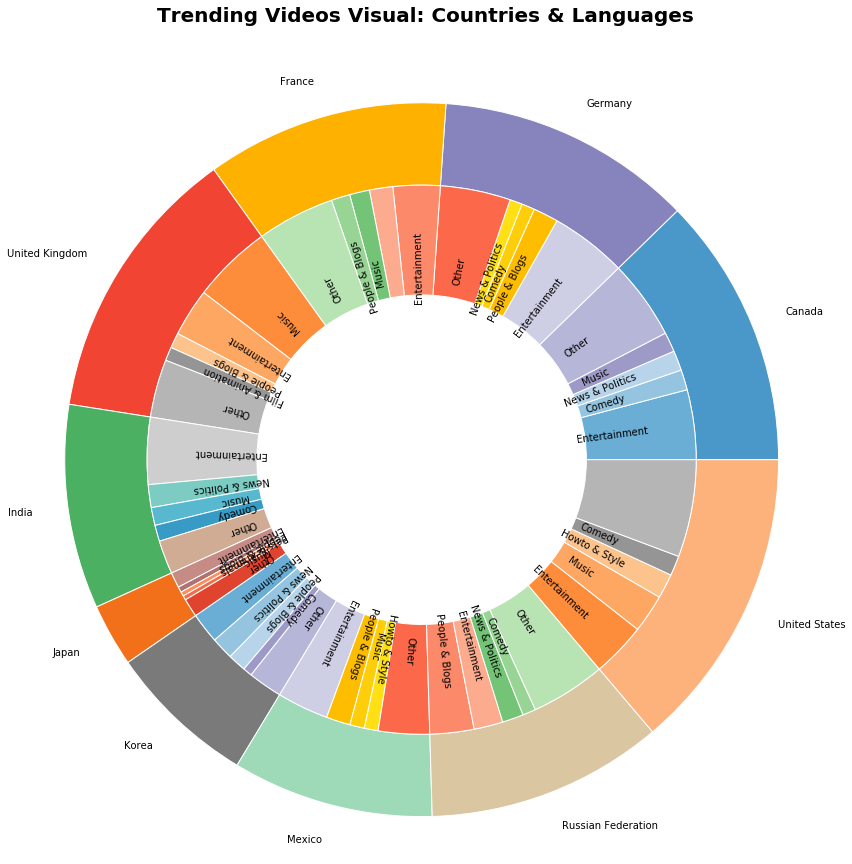 Trending Videos Visual: Countries & Languages
France
Germany
United Kingdom
Canada
India
Japan
Korea
Mexico
Russian Federation
United States
Entertainment
Comedy
News & Politics
Music
Other
Entertainment
People & Blogs
Comedy
News & Politics
Other
Entertainment
Music
People & Blogs
Other
Music
Entertainment
People & Blogs
Film & Animation
Other
Entertainment
News & Politics
Music
Comedy
Other
Entertainment
Other
Entertainment
News & Politics
People & Blogs
Comedy
Other
Entertainment
People & Blogs
Music
Howto & Style
Other
People & Blogs
Entertainment
News & Politics
Comedy
Other
Entertainment
Music
Howto & Style
Comedy